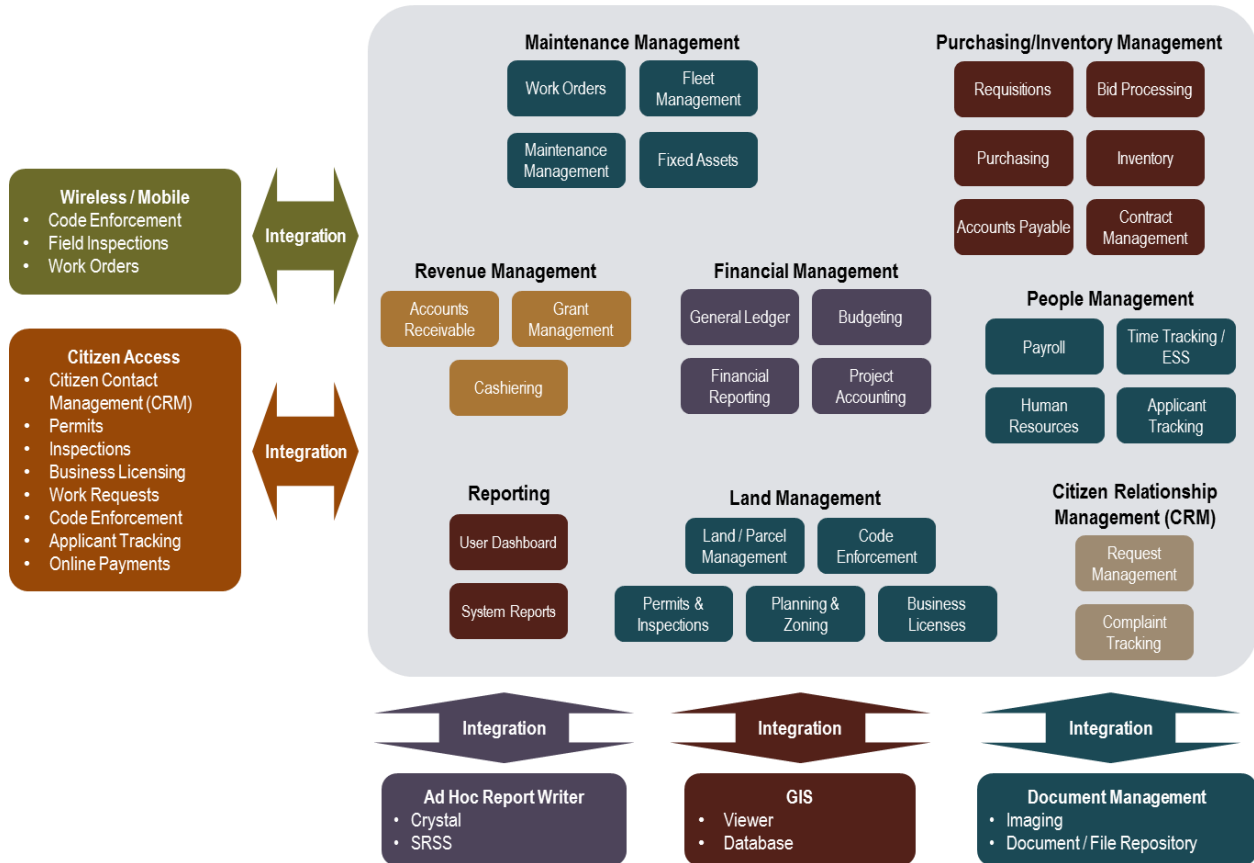 Maintenance Management
Work Orders
Fleet
Management
Maintenance
Management
Fixed Assets
Purchasing/Inventory Management
Requisitions
Bid Processing
Purchasing
Inventory
Accounts Payable
Contract
Management
Wireless / Mobile
• Code Enforcement
• Field Inspections
• Work Orders
Integration
Revenue Management
Accounts
Receivable
Grant
Management
Cashiering
Financial Management
General Ledger
Budgeting
Financial
Reporting
Project
Accounting
People Management
Payroll
Time Tracking /
ESS
Human
Resources
Applicant
Tracking
Citizen Access
• Citizen Contact
Management (CRM)
• Permits
• Inspections
• Business Licensing
• Work Requests
• Code Enforcement
• Applicant Tracking
• Online Payments
Integration
Reporting
User Dashboard
System Reports
Land Management
Land / Parcel
Management
Code
Enforcement
Permits &
Inspections
Planning &
Zoning
Business
Licenses
Citizen Relationship
Management (CRM)
Request
Management
Complaint
Tracking
Integration
Integration
Integration
Ad Hoc Report Writer
• Crystal
• SRSS
GIS
• Viewer
• Database
Document Management
• Imaging
• Document / File Repository